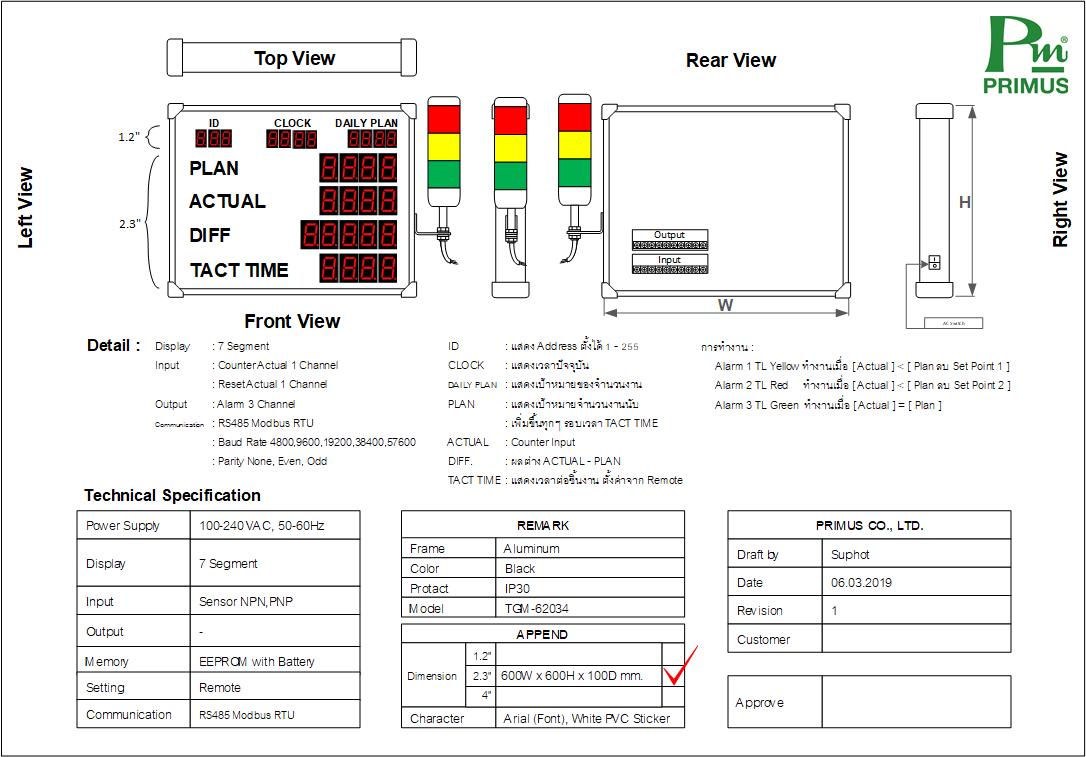 Top View
Rear View
Pm®
PRIMUS
ID CLOCK DAILY PLAN
1.2"
PLAN
ACTUAL
2.3"
DIFF
TACT TIME
Left View
Right View
H
Output
Input
W
AC Switch
Front View
Detail :
Display : 7 Segment
Input : Counter Actual 1 Channel
: Reset Actual 1 Channel
Output : Alarm 3 Channel
Communication : RS485 Modbus RTU
: Baud Rate 4800,9600,19200,38400,57600
: Parity None, Even, Odd
ID : แสดง Address ตั้งได้ 1 - 255
CLOCK : แสดงเวลาปัจจุบัน
DAILY PLAN : แสดงเป้าหมายของจำนวนงาน
PLAN : แสดงเป้าหมายจำนวนงานนับ
: เพิ่มขึ้นทุกๆ รอบเวลา TACT TIME
ACTUAL : Counter Input
DIFF. : ผลต่าง ACTUAL - PLAN
TACT TIME : แสดงเวลาต่อชิ้นงาน ตั้งค่าจาก Remote
การทำงาน :
Alarm 1 TL Yellow ทำงานเมื่อ [ Actual ] < [ Plan ลบ Set Point 1 ]
Alarm 2 TL Red ทำงานเมื่อ [ Actual ] < [ Plan ลบ Set Point 2 ]
Alarm 3 TL Green ทำงานเมื่อ [ Actual ] = [ Plan ]
Technical Specification
Power Supply 100-240 VAC, 50-60Hz
Display 7 Segment
Input Sensor NPN,PNP
Output -
Memory EEPROM with Battery
Setting Remote
Communication RS485 Modbus RTU
REMARK
Frame Aluminum
Color Black
Protact IP30
Model TGM-62034
APPEND
Dimension
1.2"
2.3" 600W x 600H x 100D mm.
4"
Character Arial (Font), White PVC Sticker
PRIMUS CO., LTD.
Draft by Suphot
Date 06.03.2019
Revision 1
Customer
Approve